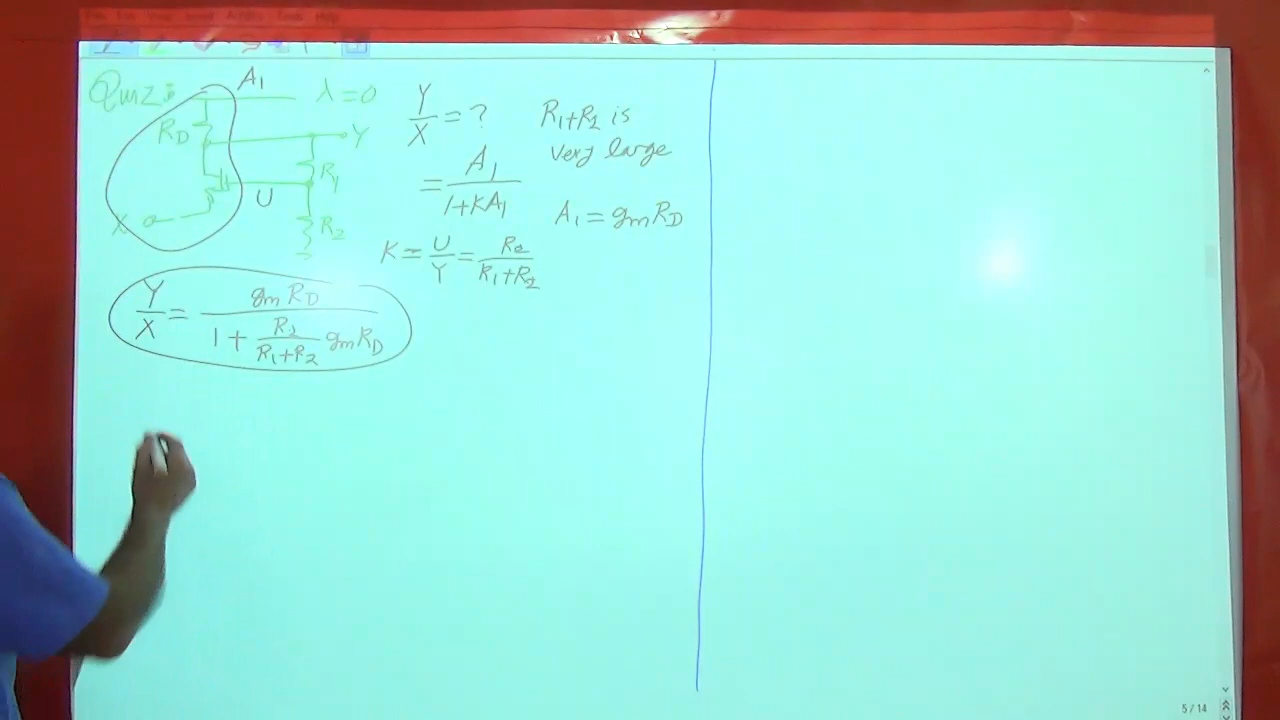 Quiz: A1 λ=0
RD Y
R1
U
X R2
Y/X = ? R1+R2 is very large
= A1/(1+KA1) A1 = gmRD
K = U/Y = R2/(R1+R2)
Y/X = gmRD/(1 + R2/(R1+R2) gmRD)
5/14